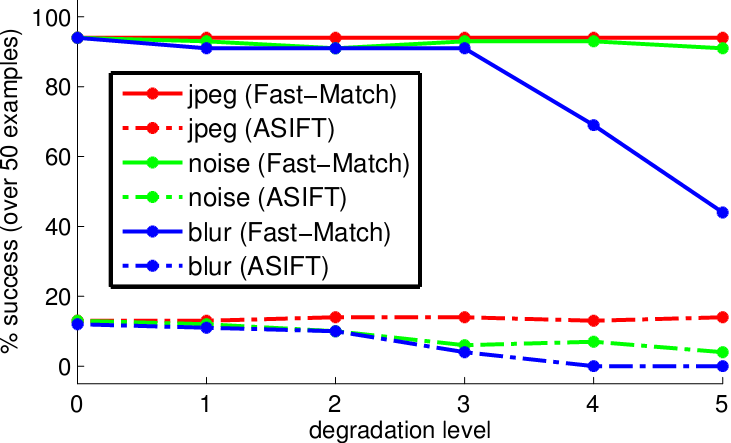 100
80
60
40
20
0
% success (over 50 examples)
jpeg (Fast−Match)
jpeg (ASIFT)
noise (Fast−Match)
noise (ASIFT)
blur (Fast−Match)
blur (ASIFT)
0 1 2 3 4 5
degradation level